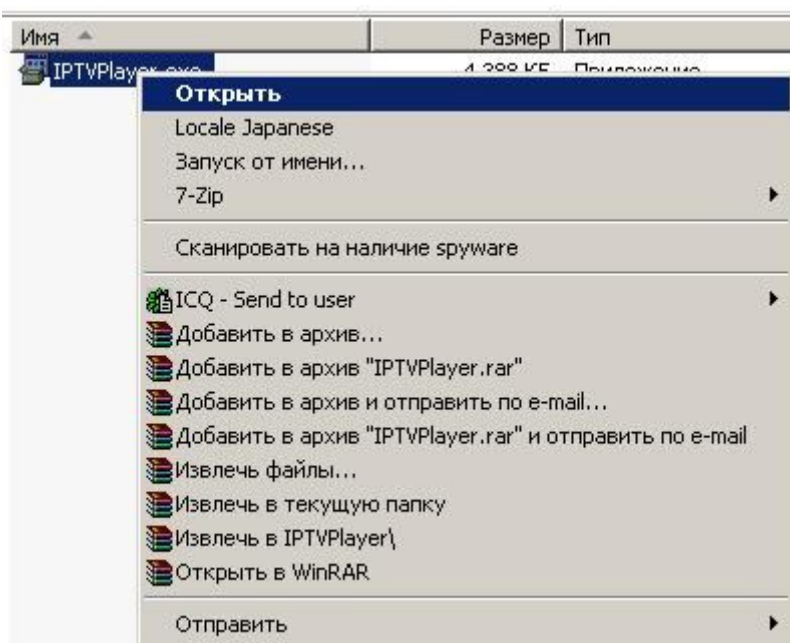 Имя Размер Тип
IPTVPlayer.exe
Открыть
Locale Japanese
Запуск от имени...
7-Zip
Сканировать на наличие spyware
ICQ - Send to user
Добавить в архив...
Добавить в архив "IPTVPlayer.rar"
Добавить в архив и отправить по e-mail...
Добавить в архив "IPTVPlayer.rar" и отправить по e-mail
Извлечь файлы...
Извлечь в текущую папку
Извлечь в IPTVPlayer\
Открыть в WinRAR
Отправить